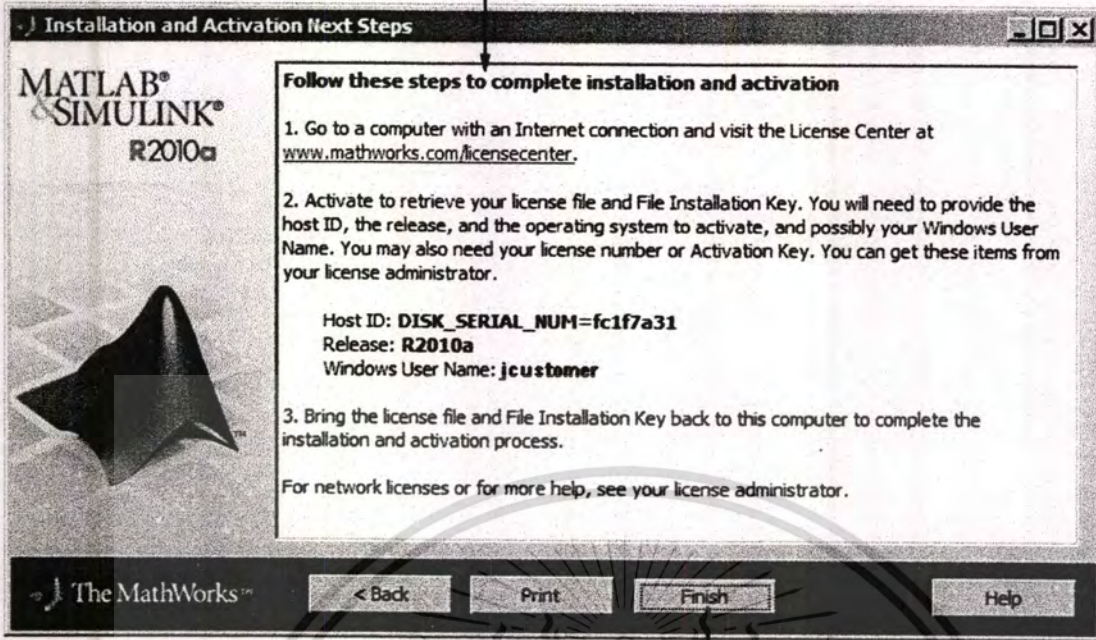 Installation and Activation Next Steps
MATLAB®
&SIMULINK®
R2010a
Follow these steps to complete installation and activation
1. Go to a computer with an Internet connection and visit the License Center at
www.mathworks.com/licensecenter.
2. Activate to retrieve your license file and File Installation Key. You will need to provide the
host ID, the release, and the operating system to activate, and possibly your Windows User
Name. You may also need your license number or Activation Key. You can get these items from
your license administrator.
Host ID: DISK_SERIAL_NUM=fc1f7a31
Release: R2010a
Windows User Name: jcustomer
3. Bring the license file and File Installation Key back to this computer to complete the
installation and activation process.
For network licenses or for more help, see your license administrator.
TM
The MathWorks™
< Back
Print
Finish
Help